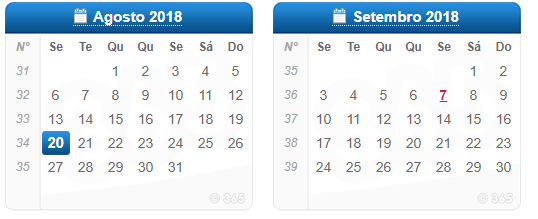 Agosto 2018
Nº Se Te Qu Qu Se Sá Do
31 1 2 3 4 5
32 6 7 8 9 10 11 12
33 13 14 15 16 17 18 19
34 20 21 22 23 24 25 26
35 27 28 29 30 31
© 365
Setembro 2018
Nº Se Te Qu Qu Se Sá Do
35 1 2
36 3 4 5 6 7 8 9
37 10 11 12 13 14 15 16
38 17 18 19 20 21 22 23
39 24 25 26 27 28 29 30
© 365